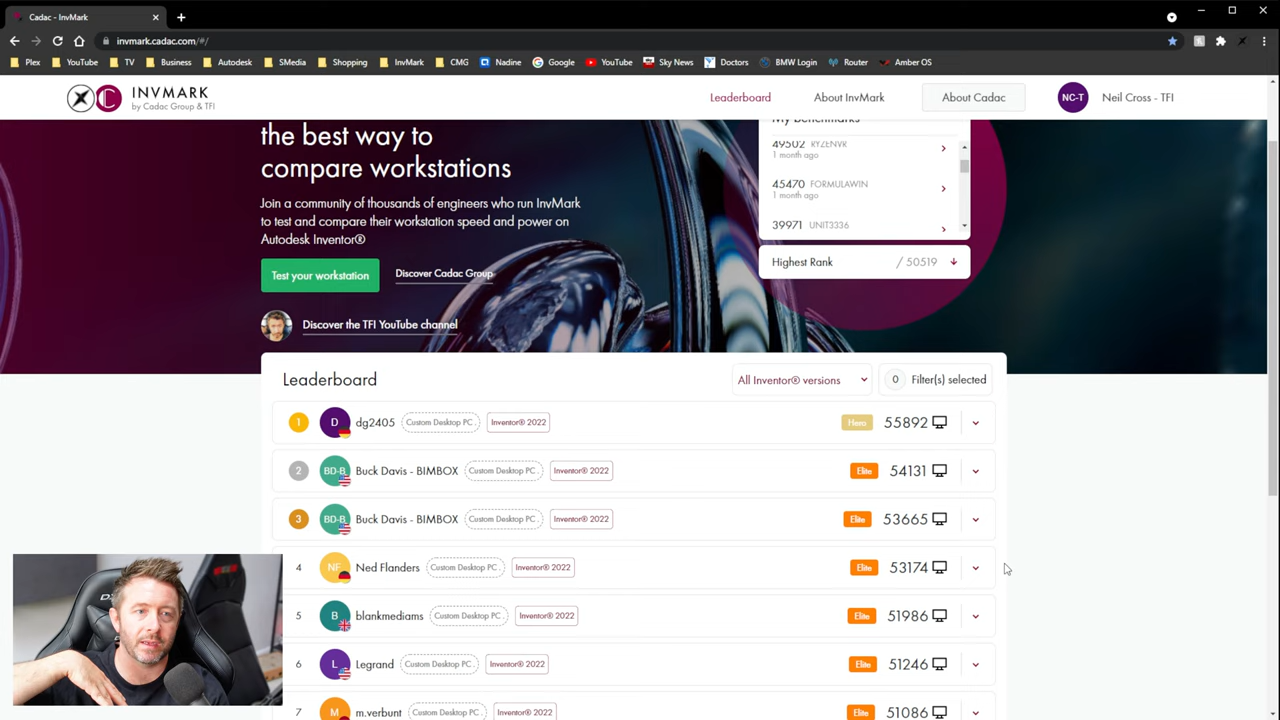 Cadac - InvMark
invmark.cadac.com/#/
Plex YouTube TV Business Autodesk SMedia Shopping InvMark CMG Nadine Google YouTube Sky News Doctors BMW Login Router Amber OS
INVMARK
by Cadac Group & TFI
Leaderboard About InvMark About Cadac NC-T Neil Cross - TFI
the best way to
compare workstations
Join a community of thousands of engineers who run InvMark
to test and compare their workstation speed and power on
Autodesk Inventor®
Test your workstation Discover Cadac Group
Discover the TFI YouTube channel
My benchmarks
49502 RYZENVR
1 month ago
45470 FORMULAWIN
1 month ago
39971 UNIT3336
Highest Rank / 50519
Leaderboard All Inventor® versions 0 Filter(s) selected
1 D dg2405 Custom Desktop PC . Inventor® 2022 Hero 55892
2 BD-B Buck Davis - BIMBOX Custom Desktop PC . Inventor® 2022 Elite 54131
3 BD-B Buck Davis - BIMBOX Custom Desktop PC . Inventor® 2022 Elite 53665
4 NF Ned Flanders Custom Desktop PC . Inventor® 2022 Elite 53174
5 B blankmediams Custom Desktop PC . Inventor® 2022 Elite 51986
6 L Legrand Custom Desktop PC . Inventor® 2022 Elite 51246
7 M m.verbunt Custom Desktop PC . Inventor® 2022 Elite 51086